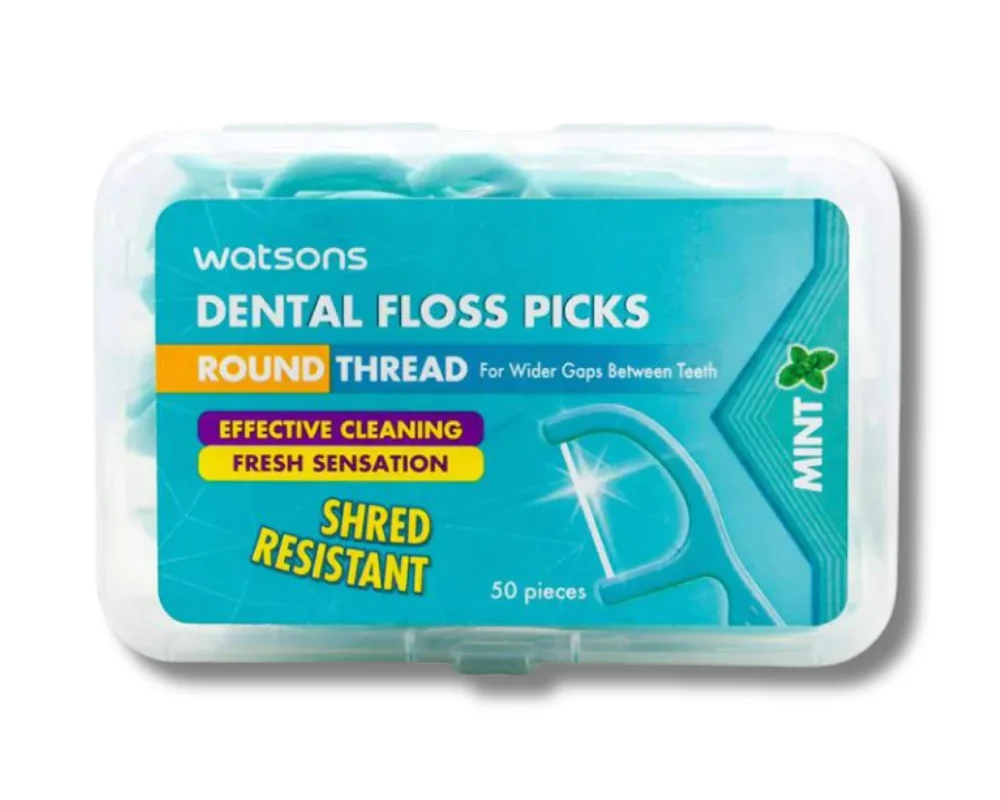 watsons
DENTAL FLOSS PICKS
ROUND THREAD For Wider Gaps Between Teeth
EFFECTIVE CLEANING
FRESH SENSATION
SHRED
RESISTANT
50 pieces
MINT